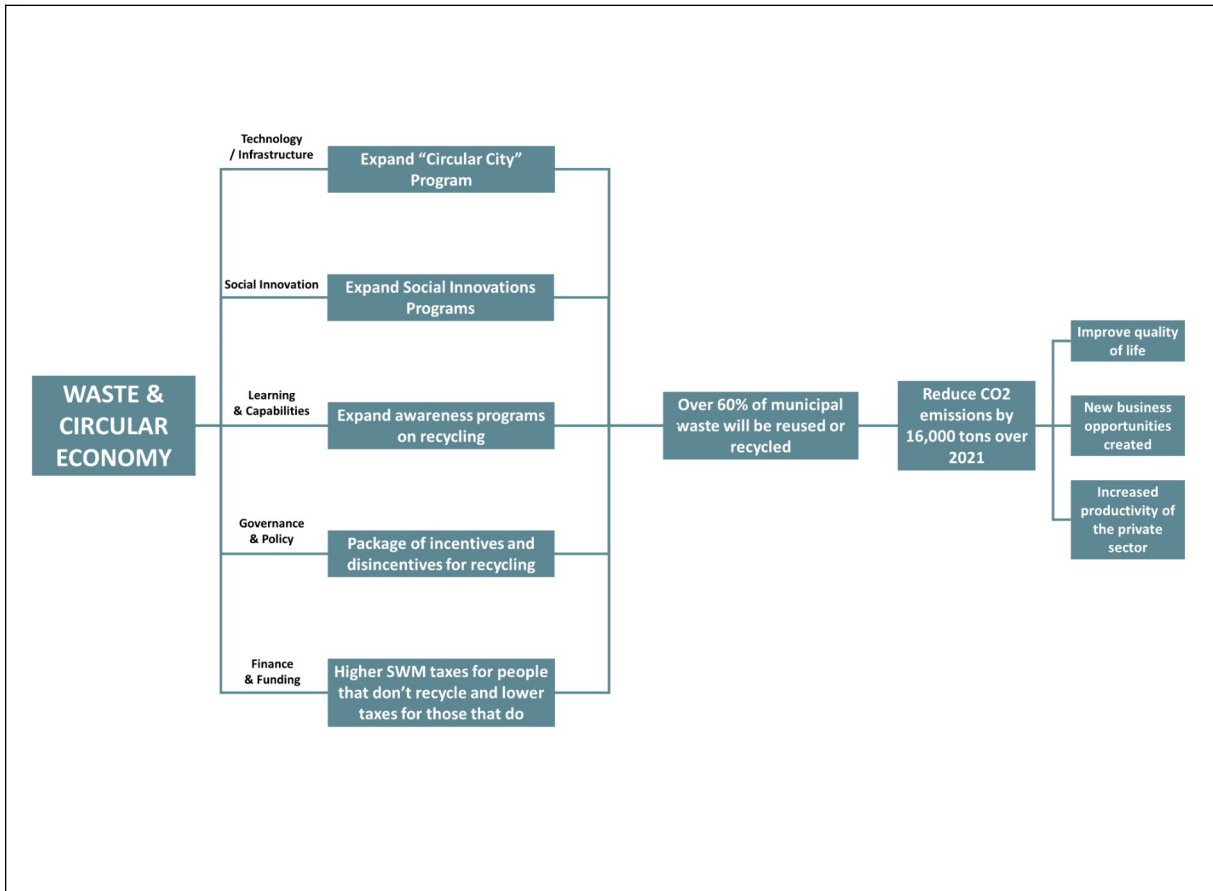 WASTE &
CIRCULAR
ECONOMY
Technology
/ Infrastructure
Expand “Circular City”
Program
Social Innovation
Expand Social Innovations
Programs
Learning
& Capabilities
Expand awareness programs
on recycling
Governance
& Policy
Package of incentives and
disincentives for recycling
Finance
& Funding
Higher SWM taxes for people
that don’t recycle and lower
taxes for those that do
Over 60% of municipal
waste will be reused or
recycled
Reduce CO2
emissions by
16,000 tons over
2021
Improve quality
of life
New business
opportunities
created
Increased
productivity of
the private
sector